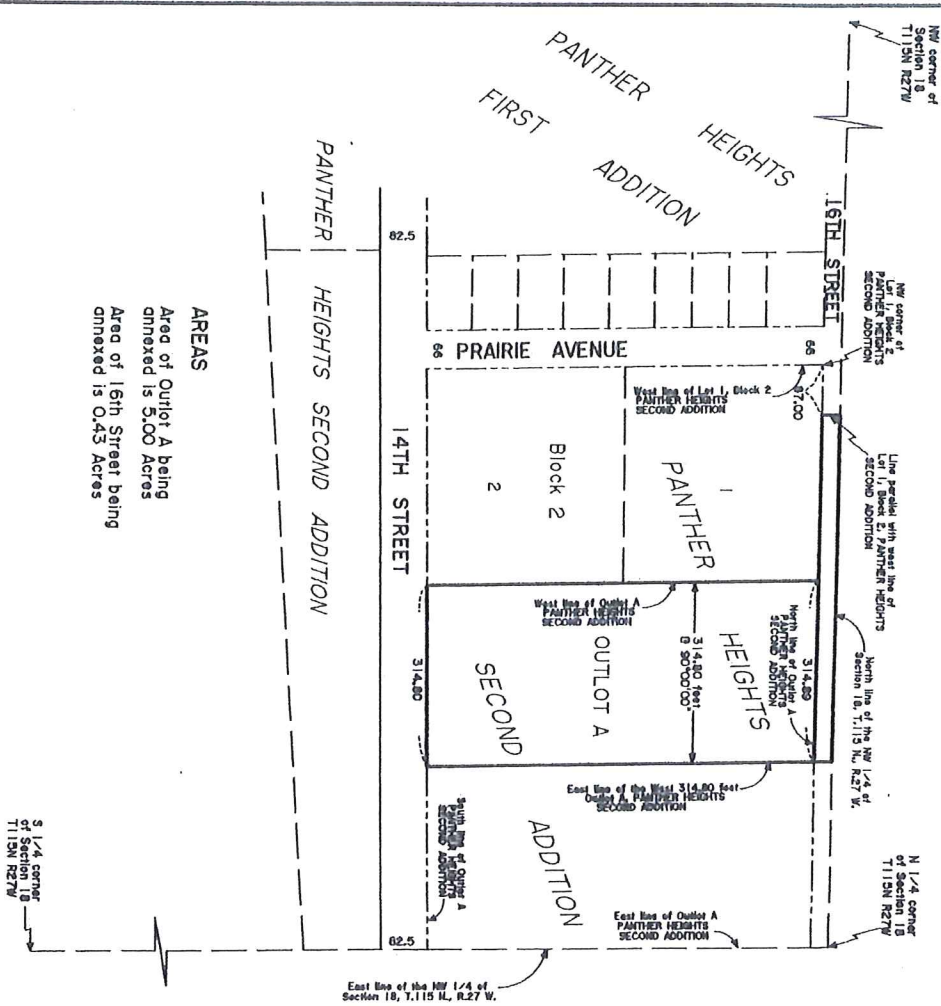 NW corner of
Section 18
T115N R27W
PANTHER
HEIGHTS
FIRST
ADDITION
16TH STREET
NW corner of
Lot 1, Block 2
PANTHER HEIGHTS
SECOND ADDITION
Line parallel with west line of
Lot 1, Block 2, PANTHER HEIGHTS
SECOND ADDITION
North line of the NW 1/4 of
Section 18, T.115 N., R.27 W.
N 1/4 corner
of Section 18
T115N R27W
82.5
66
PRAIRIE AVENUE
66
West line of Lot 1, Block 2
PANTHER HEIGHTS
SECOND ADDITION
97.00
1
Block 2
2
PANTHER
HEIGHTS
SECOND
ADDITION
West line of Outlot A
PANTHER HEIGHTS
SECOND ADDITION
North line of Outlot A
PANTHER HEIGHTS
SECOND ADDITION
314.89
314.80 feet
@ 90°00'00"
OUTLOT A
314.80
East line of the West 314.80 feet
Outlot A, PANTHER HEIGHTS
SECOND ADDITION
South line of Outlot A
PANTHER HEIGHTS
SECOND ADDITION
East line of Outlot A
PANTHER HEIGHTS
SECOND ADDITION
14TH STREET
82.5
PANTHER HEIGHTS SECOND ADDITION
East line of the NW 1/4 of
Section 18, T.115 N., R.27 W.
S 1/4 corner
of Section 18
T115N R27W
AREAS
Area of Outlot A being
annexed is 5.00 Acres
Area of 16th Street being
annexed is 0.43 Acres